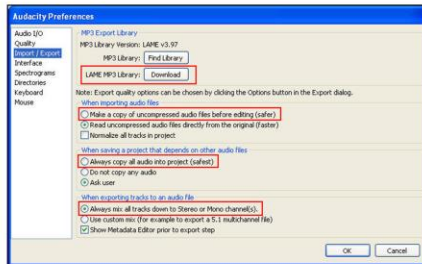 Audacity Preferences
Audio I/O
Quality
Import / Export
Interface
Spectrograms
Directories
Keyboard
Mouse
MP3 Export Library
MP3 Library Version: LAME v3.97
MP3 Library: Find Library
LAME MP3 Library: Download
Note: Export quality options can be chosen by clicking the Options button in the Export dialog.
When importing audio files
Make a copy of uncompressed audio files before editing (safer)
Read uncompressed audio files directly from the original (faster)
Normalize all tracks in project
When saving a project that depends on other audio files
Always copy all audio into project (safest)
Do not copy any audio
Ask user
When exporting tracks to an audio file
Always mix all tracks down to Stereo or Mono channel(s).
Use custom mix (for example to export a 5.1 multichannel file)
Show Metadata Editor prior to export step
OK
Cancel